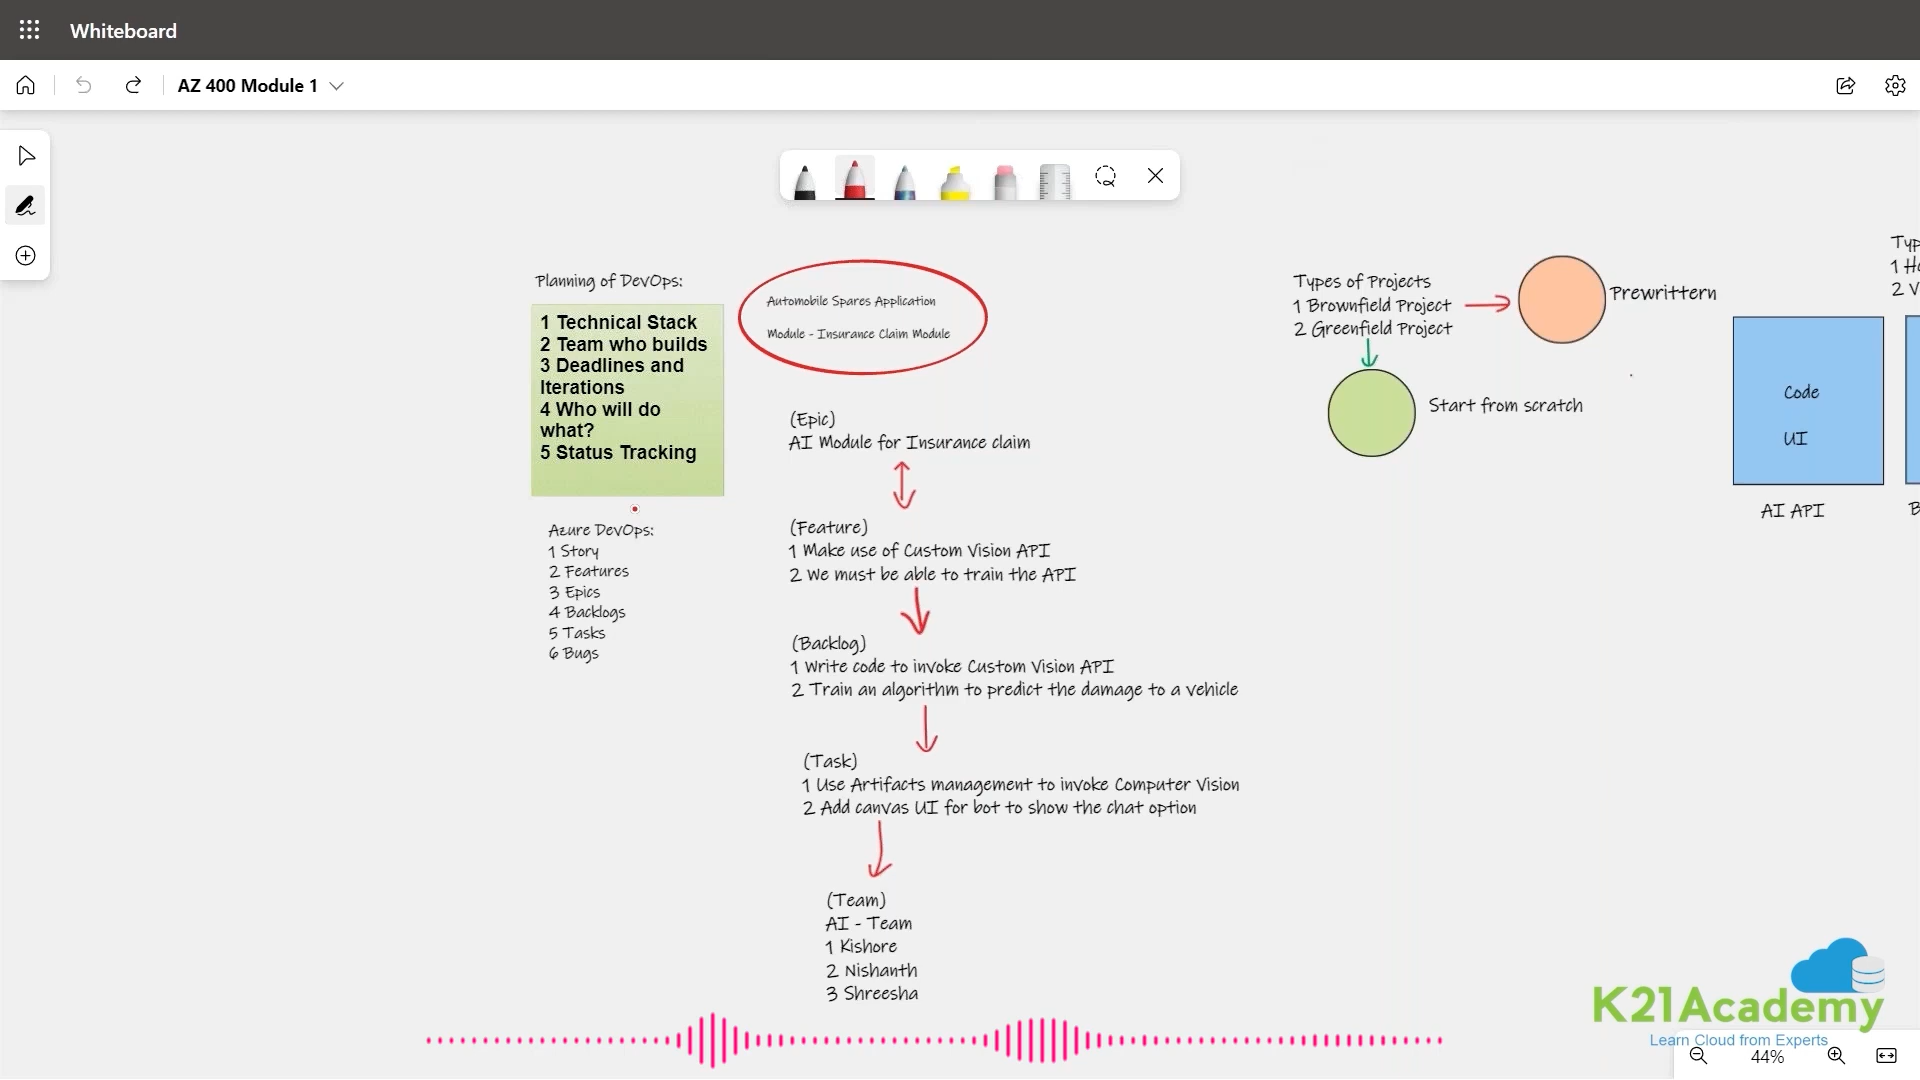 Whiteboard
AZ 400 Module 1
Planning of DevOps:
1 Technical Stack
2 Team who builds
3 Deadlines and
Iterations
4 Who will do
what?
5 Status Tracking
Azure DevOps:
1 Story
2 Features
3 Epics
4 Backlogs
5 Tasks
6 Bugs
Automobile Spares Application
Module - Insurance Claim Module
(Epic)
AI Module for Insurance claim
(Feature)
1 Make use of Custom Vision API
2 We must be able to train the API
(Backlog)
1 Write code to invoke Custom Vision API
2 Train an algorithm to predict the damage to a vehicle
(Task)
1 Use Artifacts management to invoke Computer Vision
2 Add canvas UI for bot to show the chat option
(Team)
AI - Team
1 Kishore
2 Nishanth
3 Shreesha
Types of Projects
1 Brownfield Project
2 Greenfield Project
Prewrittern
Start from scratch
Typ
1 Ho
2 V
Code
UI
AI API
B
K21Academy
Learn Cloud from Experts
44%